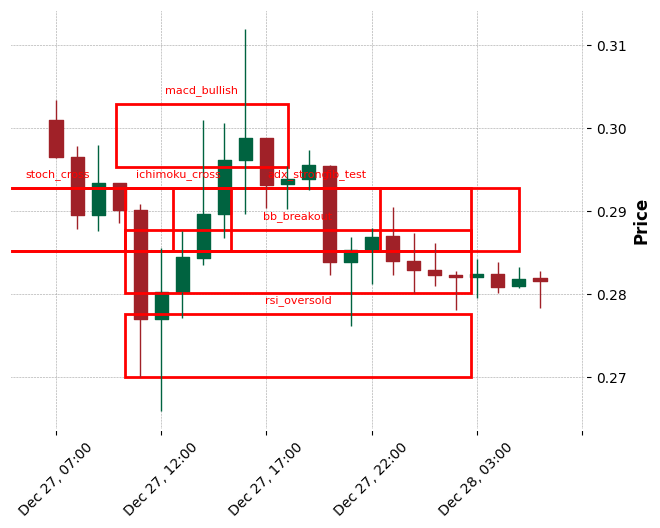 macd_bullish
stoch_cross
ichimoku_cross
bb_breakout
rsi_oversold
0.31
0.30
0.29
0.28
0.27
Price
Dec 27, 07:00
Dec 27, 12:00
Dec 27, 17:00
Dec 27, 22:00
Dec 28, 03:00